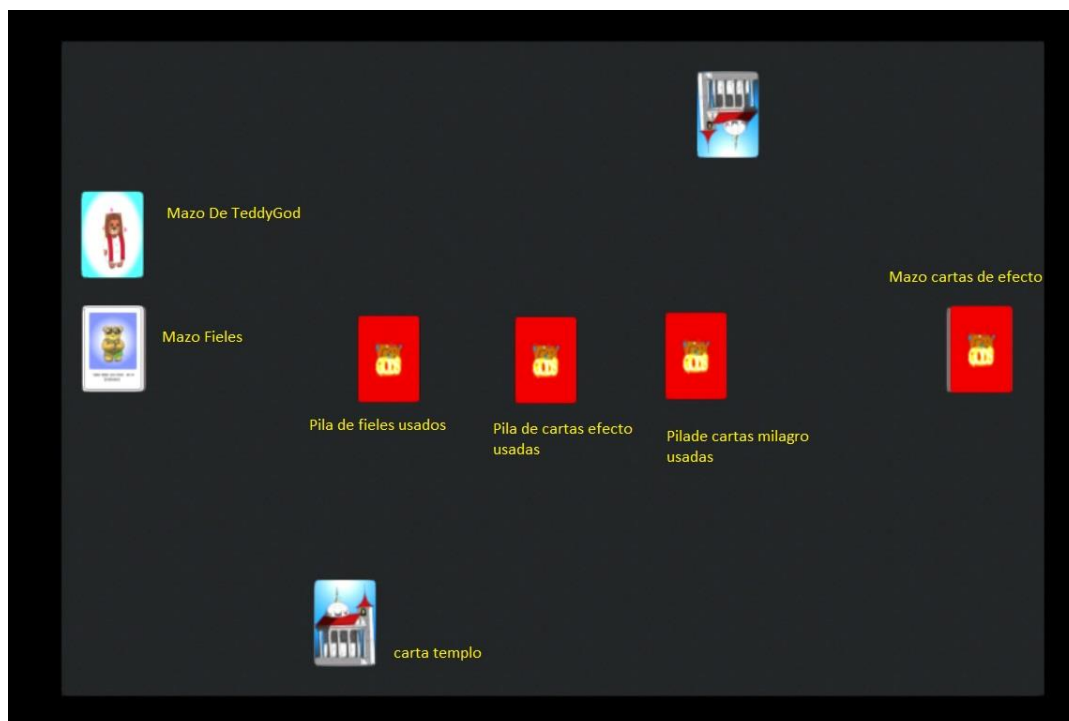 Mazo De TeddyGod
Mazo cartas de efecto
Mazo Fieles
Pila de fieles usados
Pila de cartas efecto
usadas
Pilade cartas milagro
usadas
carta templo